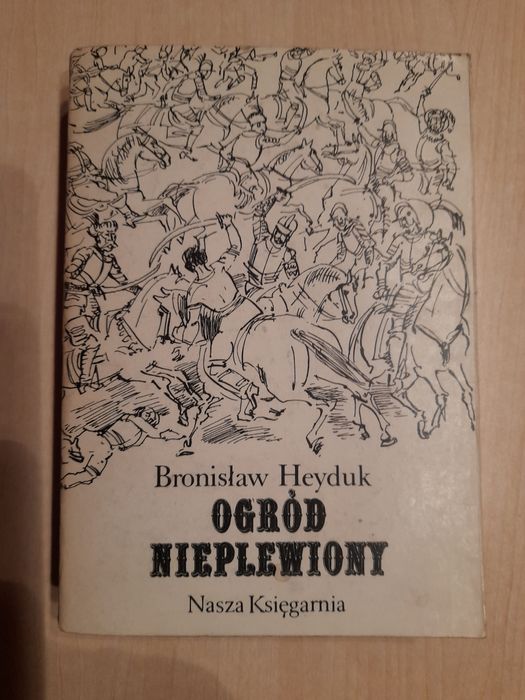 Bronisław Heyduk
OGRÓD
NIEPLEWIONY
Nasza Księgarnia